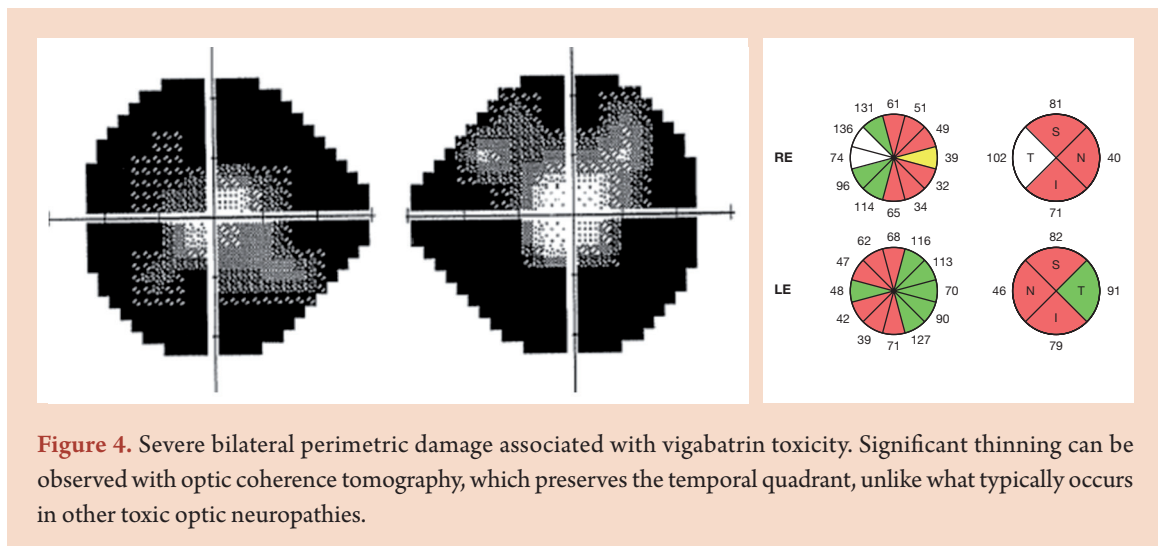 131 61 51
136 49
RE 74 39
96 32
114 65 34
81
S
102 T N 40
I
71
62 68 116
47 113
LE 48 70
42 90
39 71 127
82
S
46 N T 91
I
79
Figure 4. Severe bilateral perimetric damage associated with vigabatrin toxicity. Significant thinning can be
observed with optic coherence tomography, which preserves the temporal quadrant, unlike what typically occurs
in other toxic optic neuropathies.